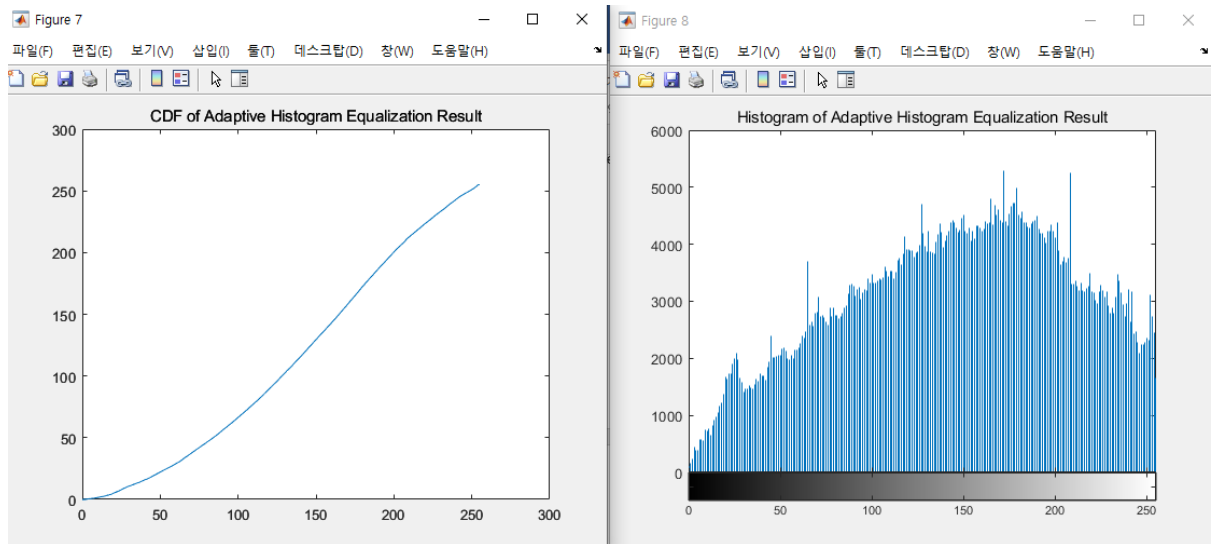 Figure 7
파일(F) 편집(E) 보기(V) 삽입(I) 툴(T) 데스크탑(D) 창(W) 도움말(H)
CDF of Adaptive Histogram Equalization Result
300
250
200
150
100
50
0
0 50 100 150 200 250 300
Figure 8
파일(F) 편집(E) 보기(V) 삽입(I) 툴(T) 데스크탑(D) 창(W) 도움말(H)
Histogram of Adaptive Histogram Equalization Result
6000
5000
4000
3000
2000
1000
0
0 50 100 150 200 250